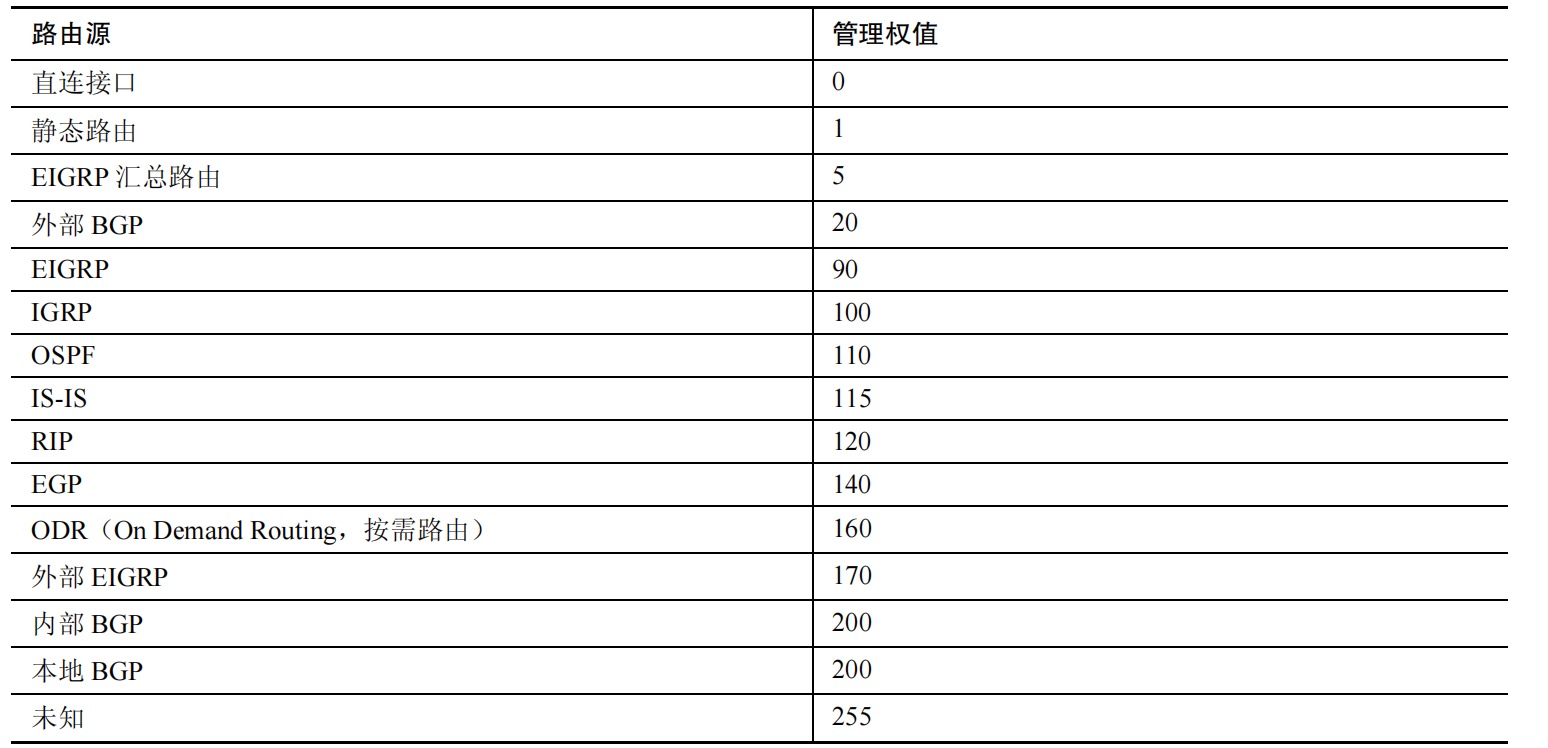 路由源 管理权值
直连接口 0
静态路由 1
EIGRP 汇总路由 5
外部 BGP 20
EIGRP 90
IGRP 100
OSPF 110
IS-IS 115
RIP 120
EGP 140
ODR（On Demand Routing，按需路由） 160
外部 EIGRP 170
内部 BGP 200
本地 BGP 200
未知 255